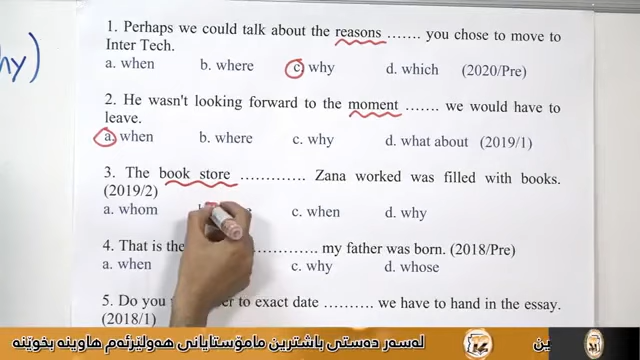 hy)
1. Perhaps we could talk about the reasons ……. you chose to move to
Inter Tech.
a. when b. where c. why d. which (2020/Pre)
2. He wasn't looking forward to the moment ……. we would have to
leave.
a. when b. where c. why d. what about (2019/1)
3. The book store …………. Zana worked was filled with books.
(2019/2)
a. whom c. when d. why
4. That is the …………. my father was born. (2018/Pre)
a. when c. why d. whose
5. Do you to exact date ………. we have to hand in the essay.
(2018/1)
لەسەر دەستی باشترین مامۆستایانی هەولێرئەم هاوینە بخوێنە